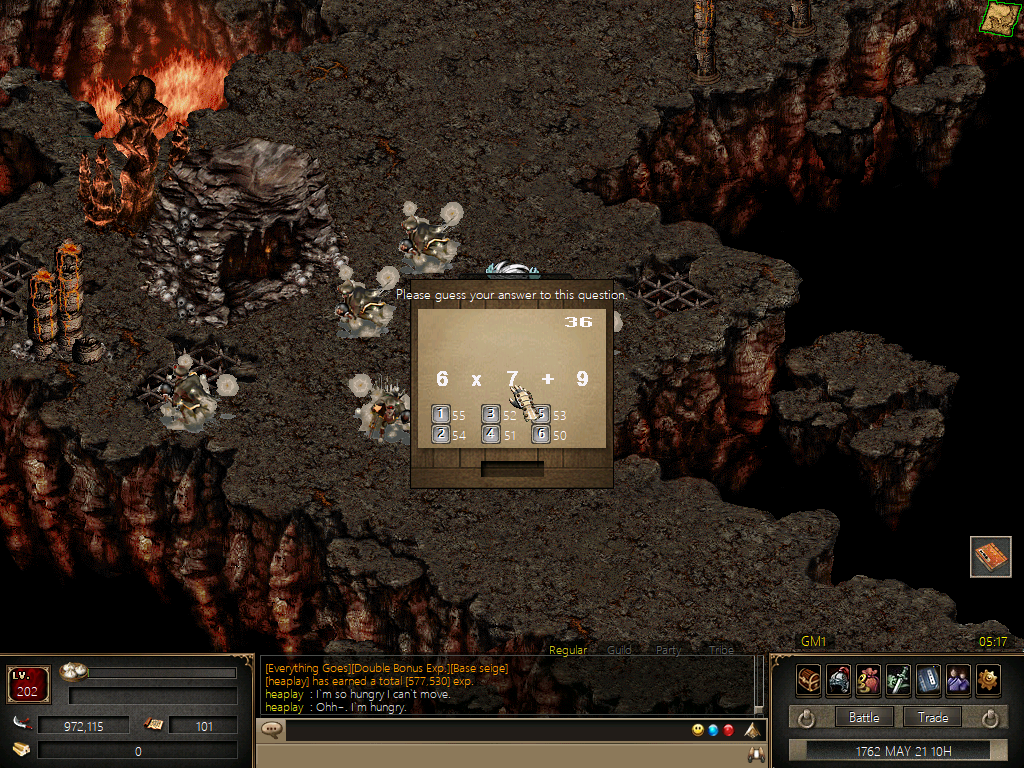 Please guess your answer to this question.
36
6 x 7 + 9
1 55 3 52 5 53
2 54 4 51 6 50
GM1 05:17
Regular Guild Party Tribe
[Everything Goes][Double Bonus Exp.][Base seige]
[heaplay] has earned a total [577,530] exp.
heaplay : I'm so hungry I can't move.
heaplay : Ohh~. I'm hungry.
LV.
202
972,115 101
0
Battle Trade
1762 MAY 21 10H